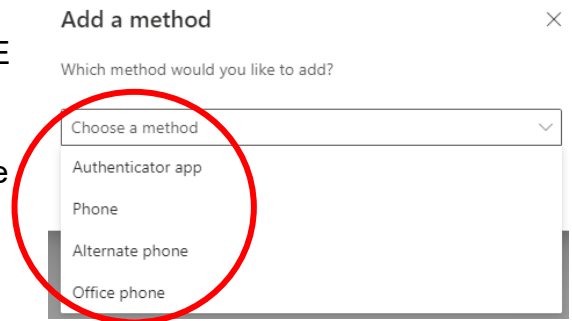 Add a method
E
Which method would you like to add?
Choose a method
e
Authenticator app
Phone
Alternate phone
Office phone